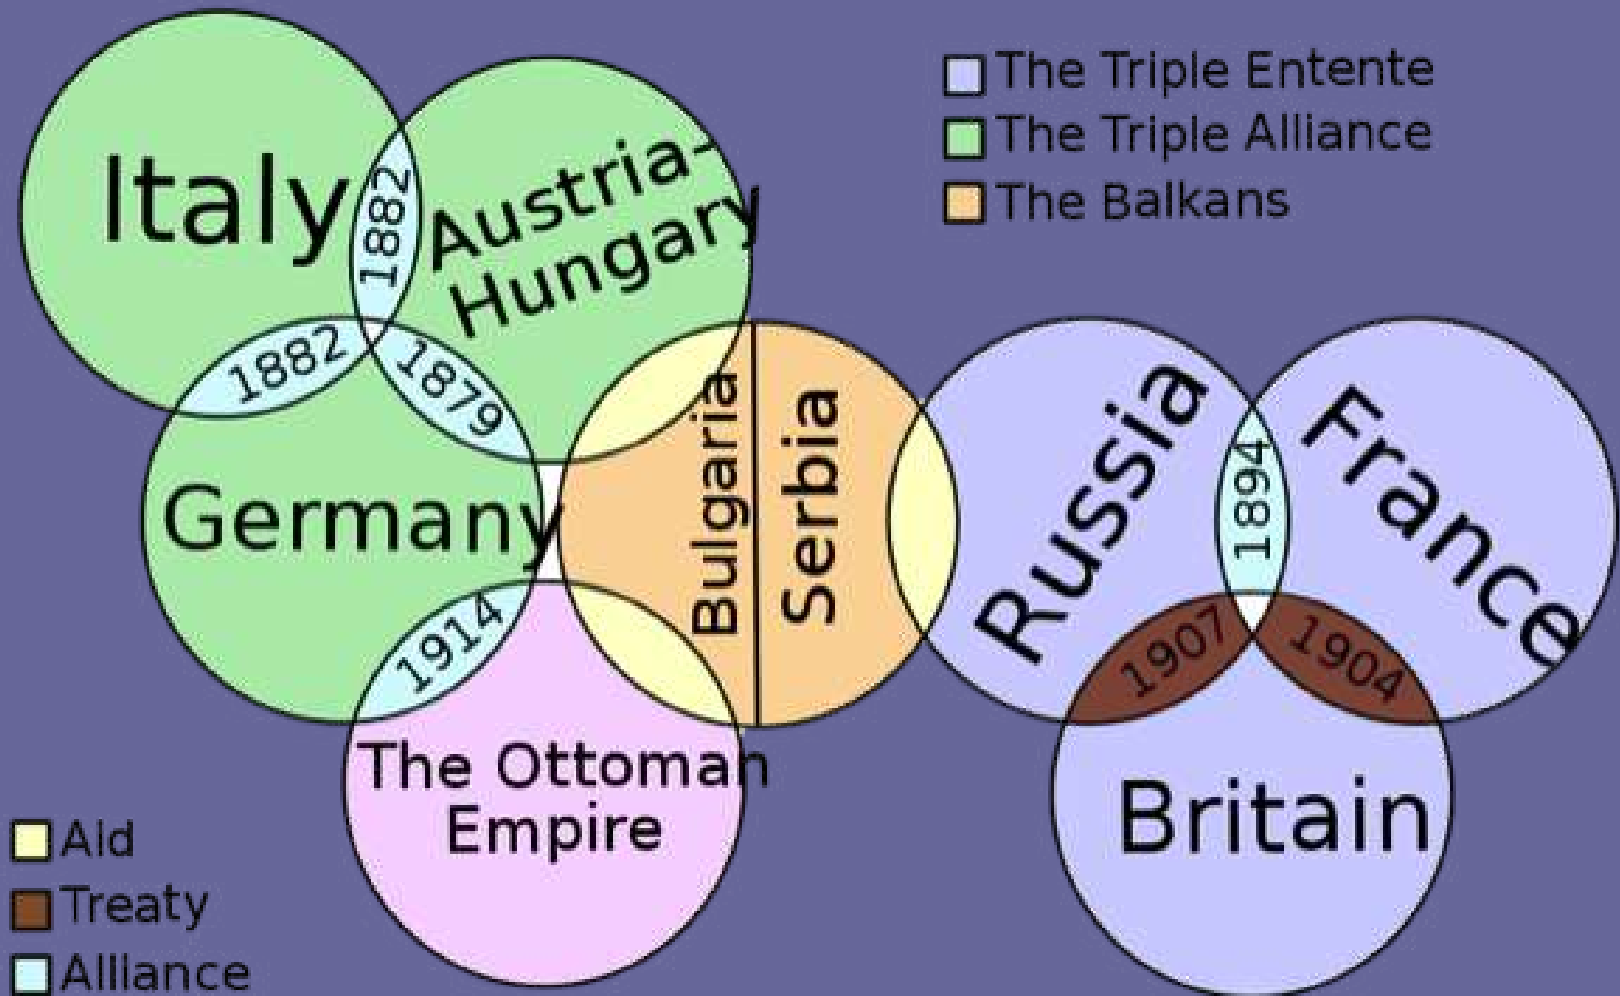 Italy
1882
Austria-
Hungary
1882
1879
Germany
1914
The Ottoman
Empire
Bulgaria
Serbia
Russia
1894
France
1907
1904
Britain
The Triple Entente
The Triple Alliance
The Balkans
Aid
Treaty
Alliance